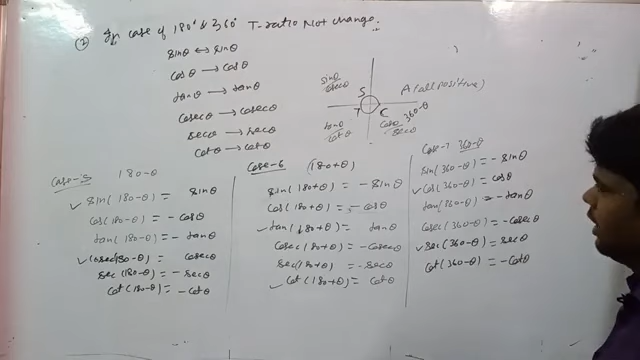 ② In case of 180° & 360° T-ratio Not change.
sinθ ↔ sinθ
cosθ → cosθ
tanθ → tanθ
cosecθ → cosecθ
secθ → secθ
cotθ → cotθ
sinθ
cosecθ
S
A (all positive)
T
C
tanθ
cotθ
cosθ
secθ
360-θ
Case-5 180-θ
✓ sin(180-θ) = sinθ
cos(180-θ) = -cosθ
tan(180-θ) = -tanθ
✓ cosec(180-θ) = cosecθ
sec(180-θ) = -secθ
cot(180-θ) = -cotθ
Case-6 (180+θ)
sin(180+θ) = -sinθ
cos(180+θ) = -cosθ
✓ tan(180+θ) = tanθ
cosec(180+θ) = -cosecθ
sec(180+θ) = -secθ
✓ cot(180+θ) = cotθ
Case-7 360-θ
sin(360-θ) = -sinθ
✓ cos(360-θ) = cosθ
tan(360-θ) = -tanθ
cosec(360-θ) = -cosecθ
✓ sec(360-θ) = secθ
cot(360-θ) = -cotθ